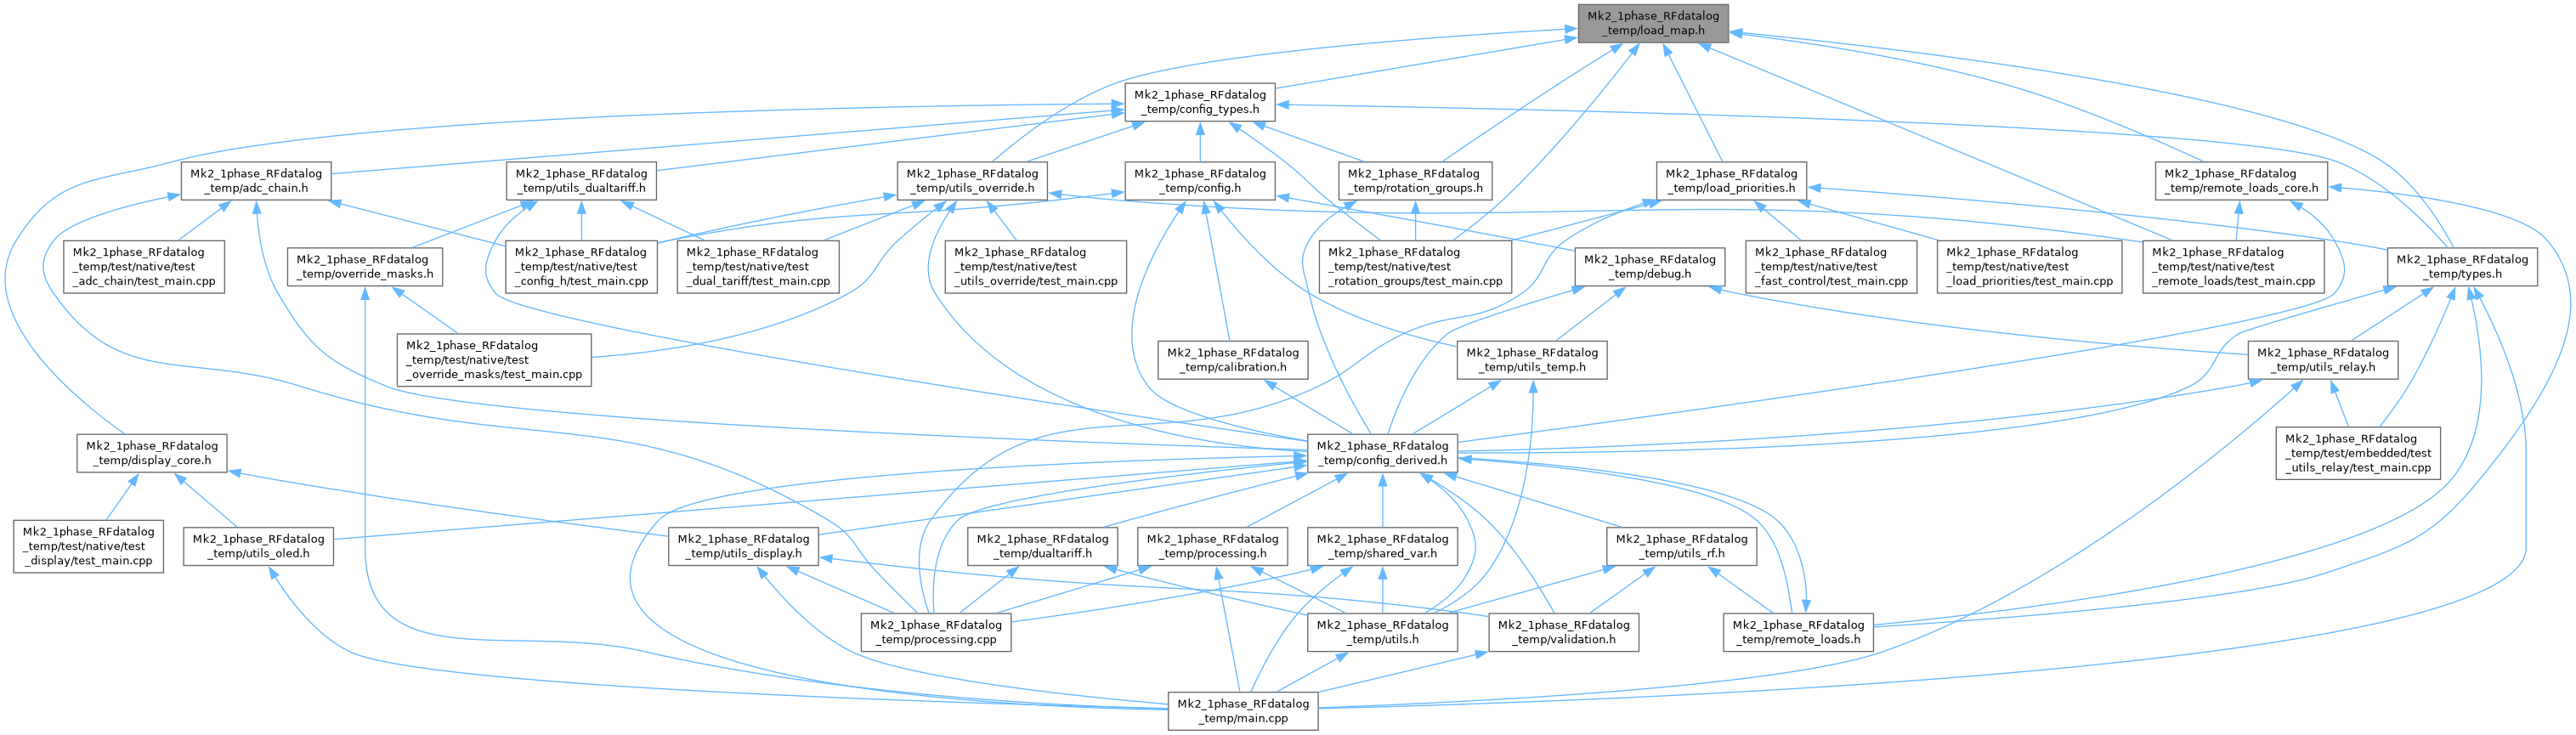 Mk2_1phase_RFdatalog
_temp/load_map.h
Mk2_1phase_RFdatalog
_temp/config_types.h
Mk2_1phase_RFdatalog
_temp/adc_chain.h
Mk2_1phase_RFdatalog
_temp/utils_dualtariff.h
Mk2_1phase_RFdatalog
_temp/utils_override.h
Mk2_1phase_RFdatalog
_temp/config.h
Mk2_1phase_RFdatalog
_temp/rotation_groups.h
Mk2_1phase_RFdatalog
_temp/load_priorities.h
Mk2_1phase_RFdatalog
_temp/remote_loads_core.h
Mk2_1phase_RFdatalog
_temp/test/native/test
_adc_chain/test_main.cpp
Mk2_1phase_RFdatalog
_temp/override_masks.h
Mk2_1phase_RFdatalog
_temp/test/native/test
_config_h/test_main.cpp
Mk2_1phase_RFdatalog
_temp/test/native/test
_dual_tariff/test_main.cpp
Mk2_1phase_RFdatalog
_temp/test/native/test
_utils_override/test_main.cpp
Mk2_1phase_RFdatalog
_temp/test/native/test
_rotation_groups/test_main.cpp
Mk2_1phase_RFdatalog
_temp/debug.h
Mk2_1phase_RFdatalog
_temp/test/native/test
_fast_control/test_main.cpp
Mk2_1phase_RFdatalog
_temp/test/native/test
_load_priorities/test_main.cpp
Mk2_1phase_RFdatalog
_temp/test/native/test
_remote_loads/test_main.cpp
Mk2_1phase_RFdatalog
_temp/types.h
Mk2_1phase_RFdatalog
_temp/test/native/test
_override_masks/test_main.cpp
Mk2_1phase_RFdatalog
_temp/calibration.h
Mk2_1phase_RFdatalog
_temp/utils_temp.h
Mk2_1phase_RFdatalog
_temp/utils_relay.h
Mk2_1phase_RFdatalog
_temp/display_core.h
Mk2_1phase_RFdatalog
_temp/config_derived.h
Mk2_1phase_RFdatalog
_temp/test/embedded/test
_utils_relay/test_main.cpp
Mk2_1phase_RFdatalog
_temp/test/native/test
_display/test_main.cpp
Mk2_1phase_RFdatalog
_temp/utils_oled.h
Mk2_1phase_RFdatalog
_temp/utils_display.h
Mk2_1phase_RFdatalog
_temp/dualtariff.h
Mk2_1phase_RFdatalog
_temp/processing.h
Mk2_1phase_RFdatalog
_temp/shared_var.h
Mk2_1phase_RFdatalog
_temp/utils_rf.h
Mk2_1phase_RFdatalog
_temp/processing.cpp
Mk2_1phase_RFdatalog
_temp/utils.h
Mk2_1phase_RFdatalog
_temp/validation.h
Mk2_1phase_RFdatalog
_temp/remote_loads.h
Mk2_1phase_RFdatalog
_temp/main.cpp